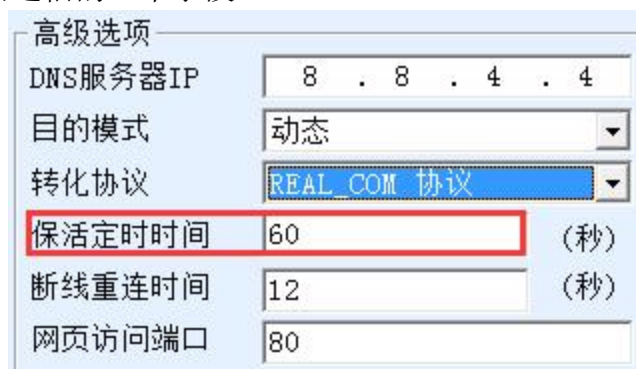 高级选项
DNS服务器IP 8 . 8 . 4 . 4
目的模式 动态
转化协议 REAL_COM 协议
保活定时时间 60 (秒)
断线重连时间 12 (秒)
网页访问端口 80